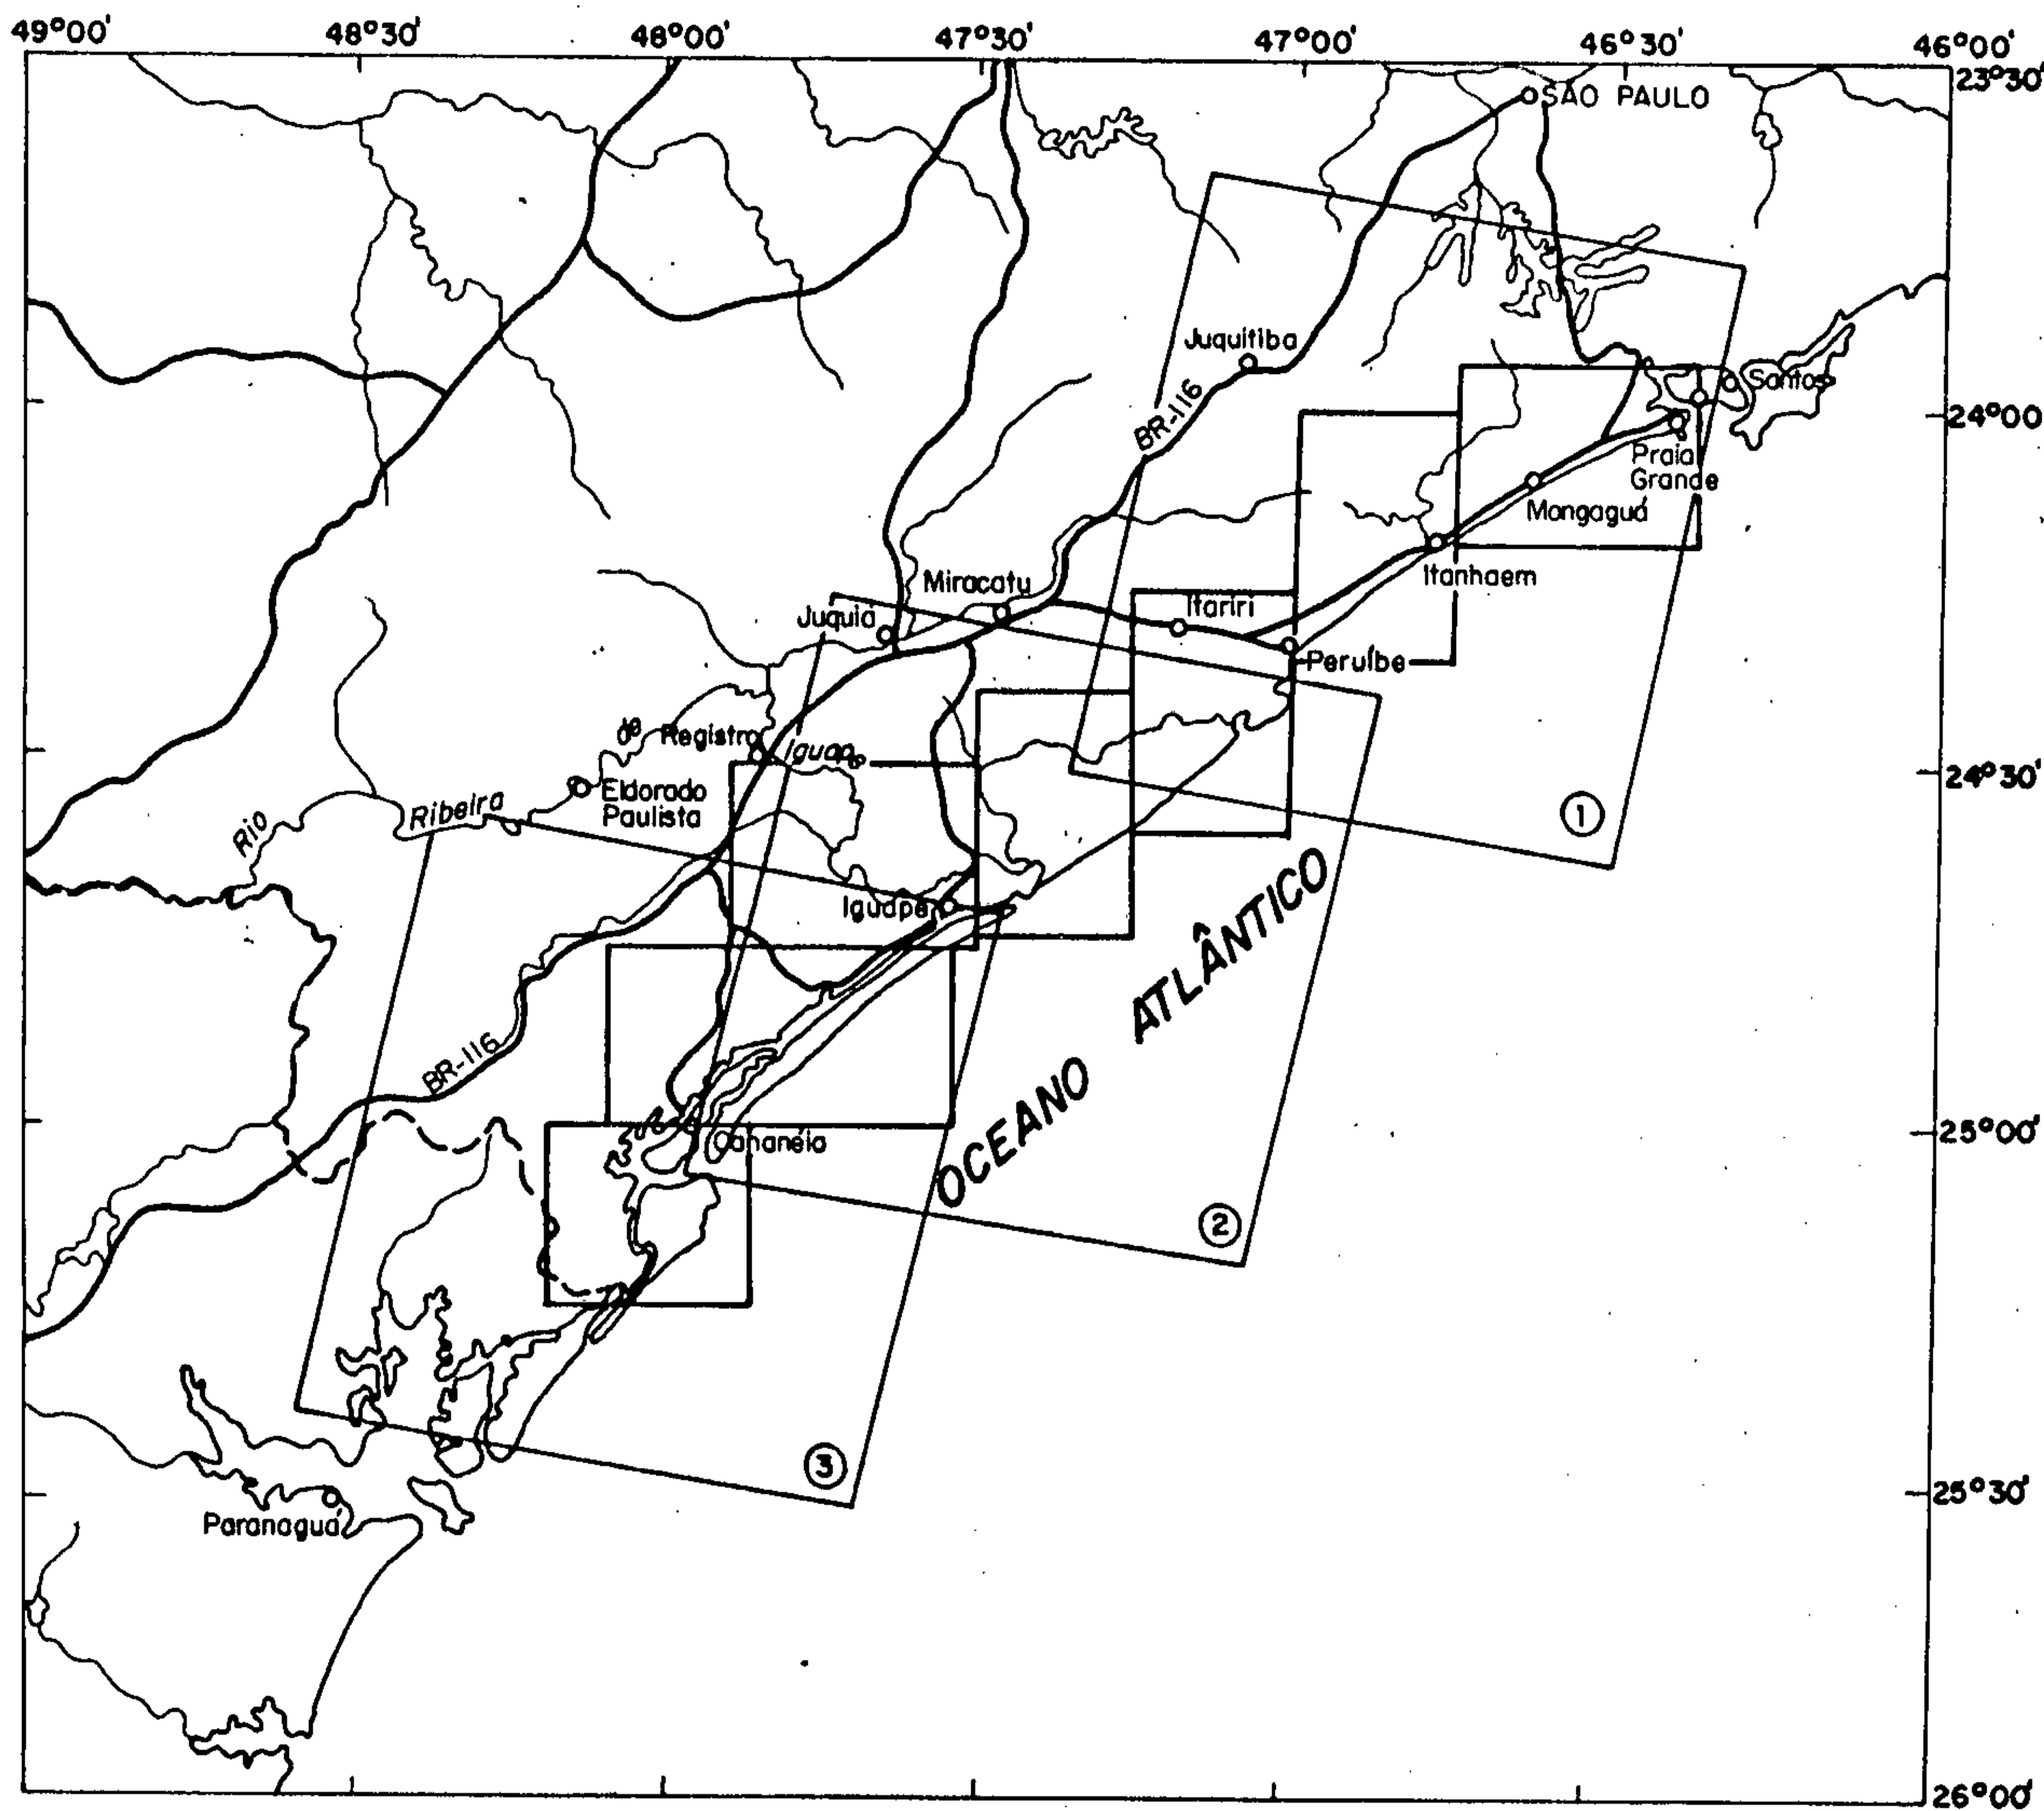 49°00' 48°30' 48°00' 47°30' 47°00' 46°30' 46°00'
23°30'
SÃO PAULO
Juquitiba
BR-116
Santos
24°00'
Praia
Grande
Mongaguá
Itanhaem
Miracatu
Itariri
Juquiá
Peruíbe
Registro
de
Iguape
Eldorado
Paulista
24°30'
Ribeira
Rio
1
Iguape
OCEANO ATLÂNTICO
BR-116
25°00'
Cananéia
2
3
25°30'
Paranaguá
26°00'